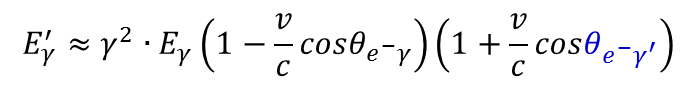 E′γ ≈ γ² · Eγ (1 − v/c cosθₑ₋γ) (1 + v/c cosθₑ₋γ′)